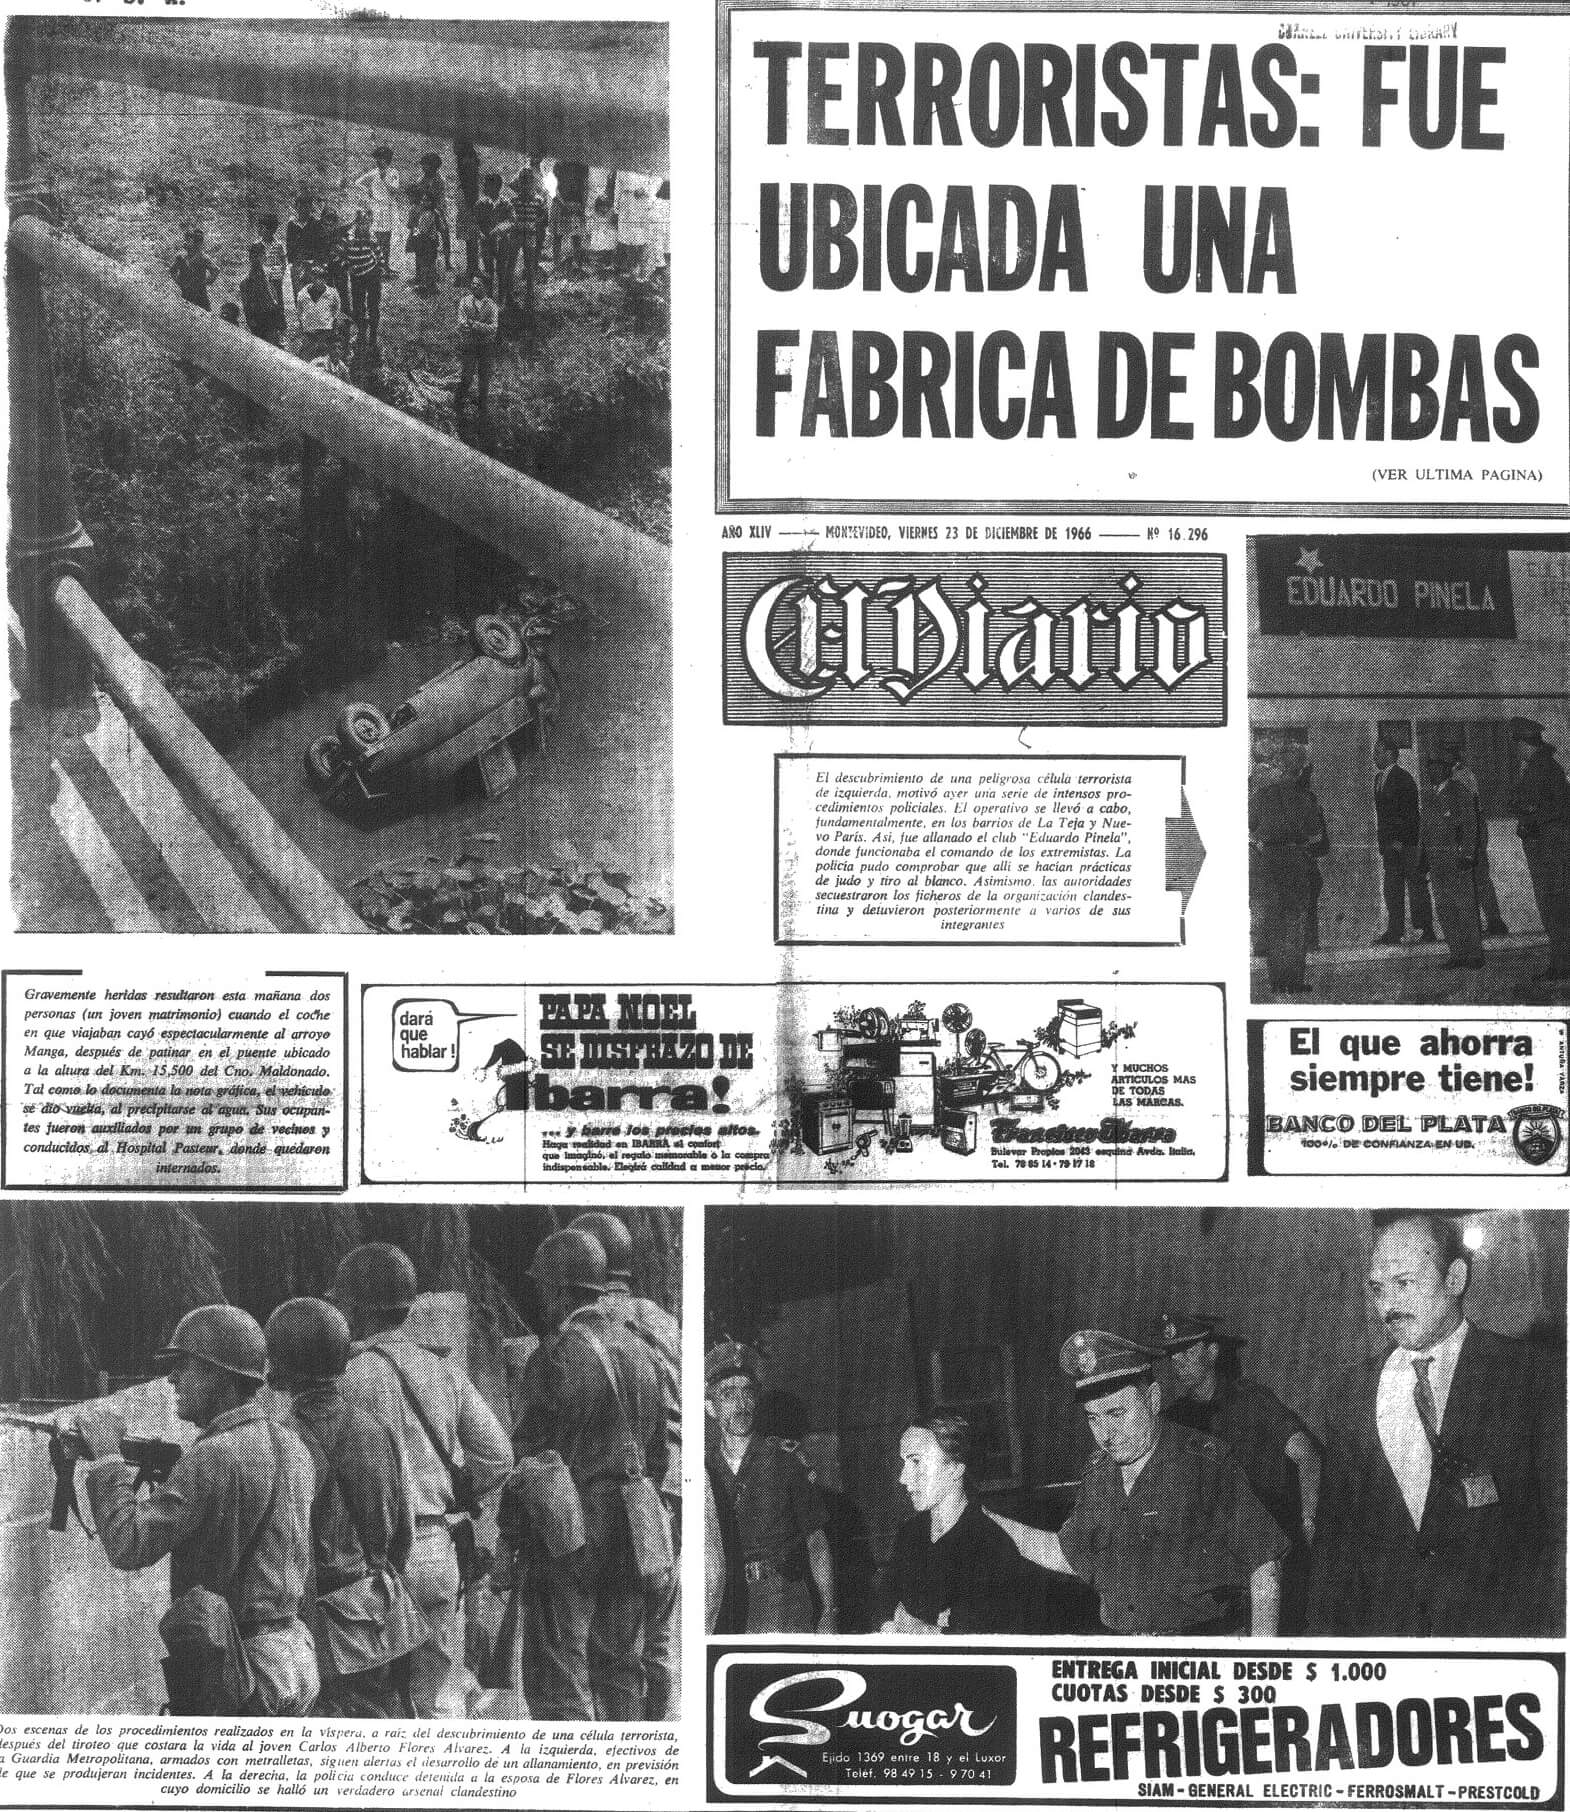 CORNELL UNIVERSITY LIBRARY
TERRORISTAS: FUE
UBICADA UNA
FABRICA DE BOMBAS
(VER ULTIMA PAGINA)
AÑO XLIV — MONTEVIDEO, VIERNES 23 DE DICIEMBRE DE 1966 — Nº 16.296
El Diario
EDUARDO PINELA
El descubrimiento de una peligrosa célula terrorista
de izquierda, motivó ayer una serie de intensos pro-
cedimientos policiales. El operativo se llevó a cabo,
fundamentalmente, en los barrios de La Teja y Nue-
vo París. Asi, fue allanado el club "Eduardo Pinela",
donde funcionaba el comando de los extremistas. La
policía pudo comprobar que alli se hacían prácticas
de judo y tiro al blanco. Asimismo, las autoridades
secuestraron los ficheros de la organización clandes-
tina y detuvieron posteriormente a varios de sus
integrantes
Gravemente heridas resultaron esta mañana dos
personas (un joven matrimonio) cuando el coche
en que viajaban cayó espectacularmente al arroyo
Manga, después de patinar en el puente ubicado
a la altura del Km. 15,500 del Cno. Maldonado.
Tal como lo documenta la nota gráfica, el vehículo
se dio vuelta, al precipitarse al agua. Sus ocupan-
tes fueron auxiliados por un grupo de vecinos y
conducidos al Hospital Pasteur, donde quedaron
internados.
dará
que
hablar!
PAPA NOEL
SE DISFRAZO DE
Ibarra!
... y barre los precios altos.
Haga realidad en IBARRA el confort
que imaginó, el regalo memorable o la compra
indispensable. Elegirá calidad a menor precio.
Y MUCHOS
ARTICULOS MAS
DE TODAS
LAS MARCAS.
Francisco Ibarra
Bulevar Propios 2043 esquina Avda. Italia.
Tel. 78 65 14 - 79 17 18
El que ahorra
siempre tiene!
BANCO DEL PLATA
100% DE CONFIANZA EN UD.
Dos escenas de los procedimientos realizados en la víspera, a raíz del descubrimiento de una célula terrorista,
después del tiroteo que costara la vida al joven Carlos Alberto Flores Alvarez. A la izquierda, efectivos de
la Guardia Metropolitana, armados con metralletas, siguen alertas el desarrollo de un allanamiento, en previsión
de que se produjeran incidentes. A la derecha, la policía conduce detenida a la esposa de Flores Alvarez, en
cuyo domicilio se halló un verdadero arsenal clandestino
Suogar
Ejido 1369 entre 18 y el Luxor
Teléf. 98 49 15 - 9 70 41
ENTREGA INICIAL DESDE $ 1.000
CUOTAS DESDE $ 300
REFRIGERADORES
SIAM - GENERAL ELECTRIC - FERROSMALT - PRESTCOLD